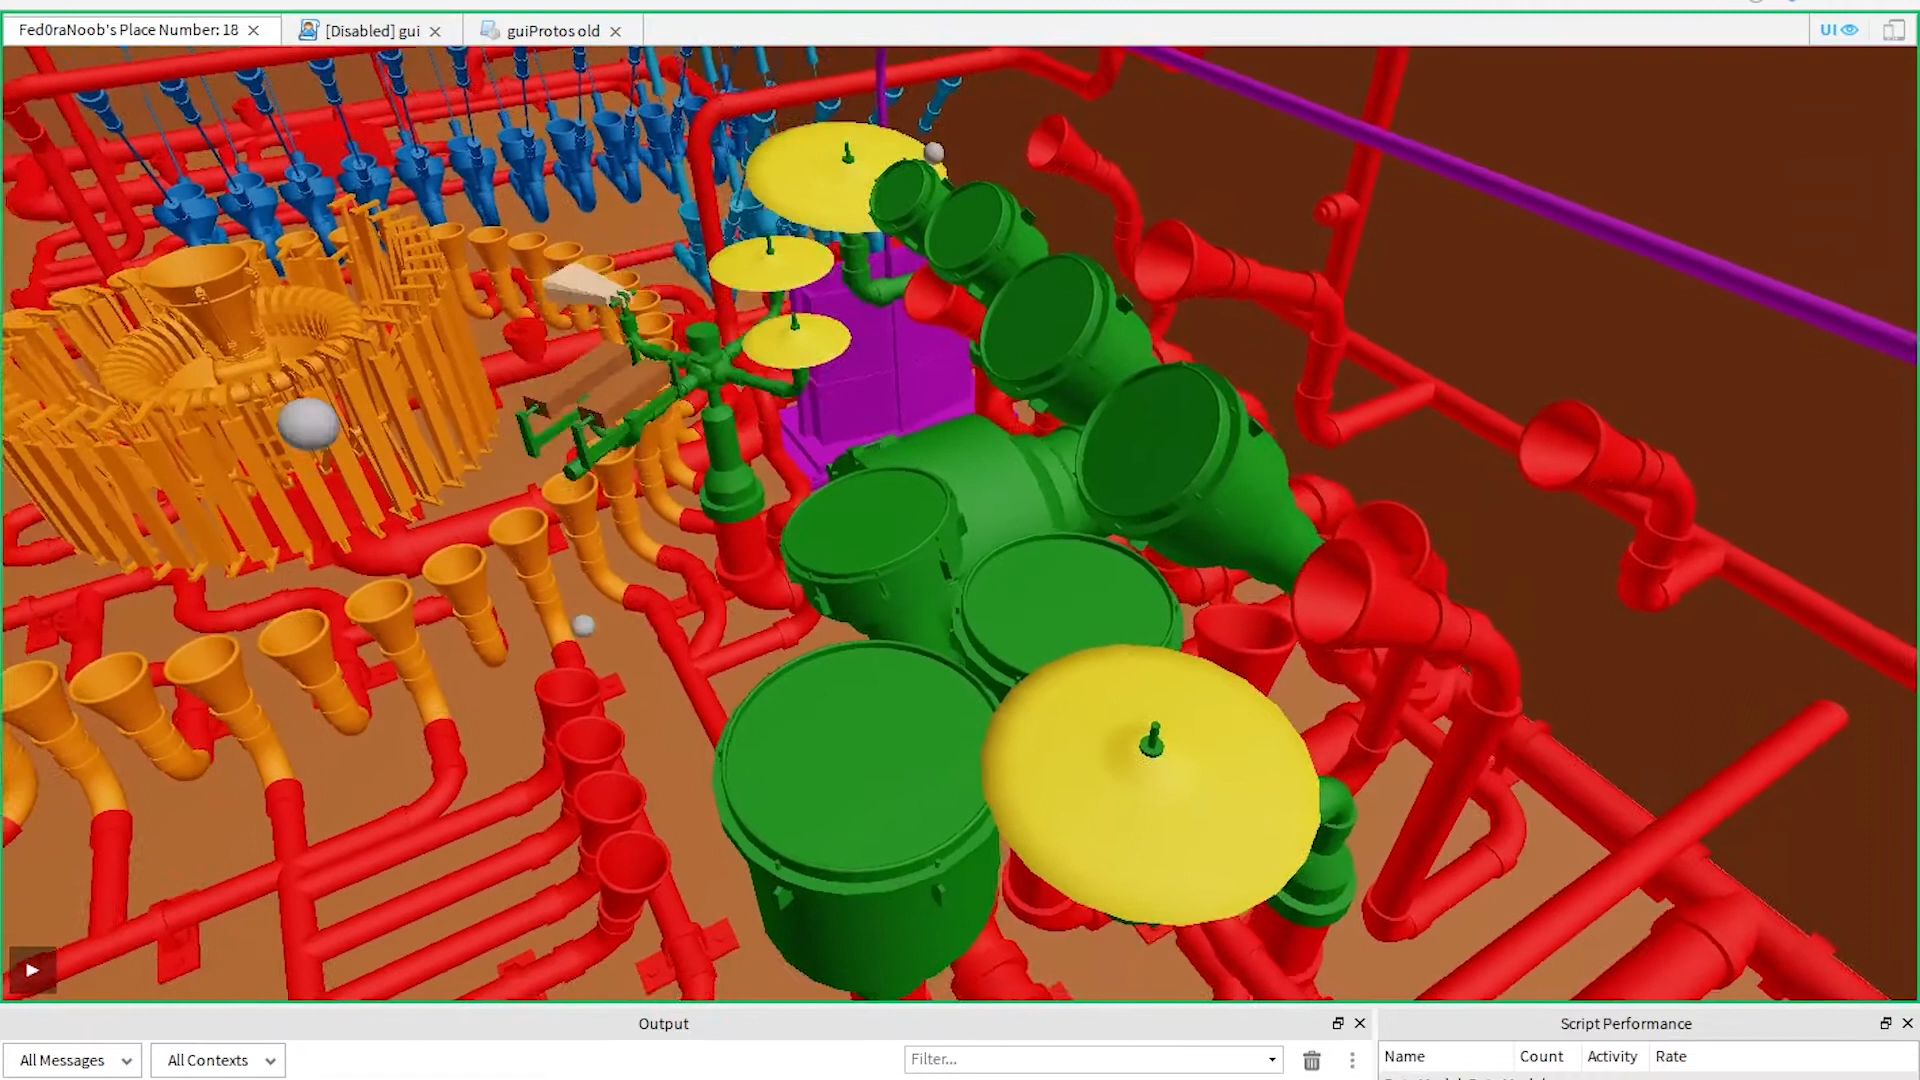 Fed0raNoob's Place Number: 18
[Disabled] gui
guiProtos old
UI
Output
Script Performance
All Messages
All Contexts
Filter...
Name
Count
Activity
Rate